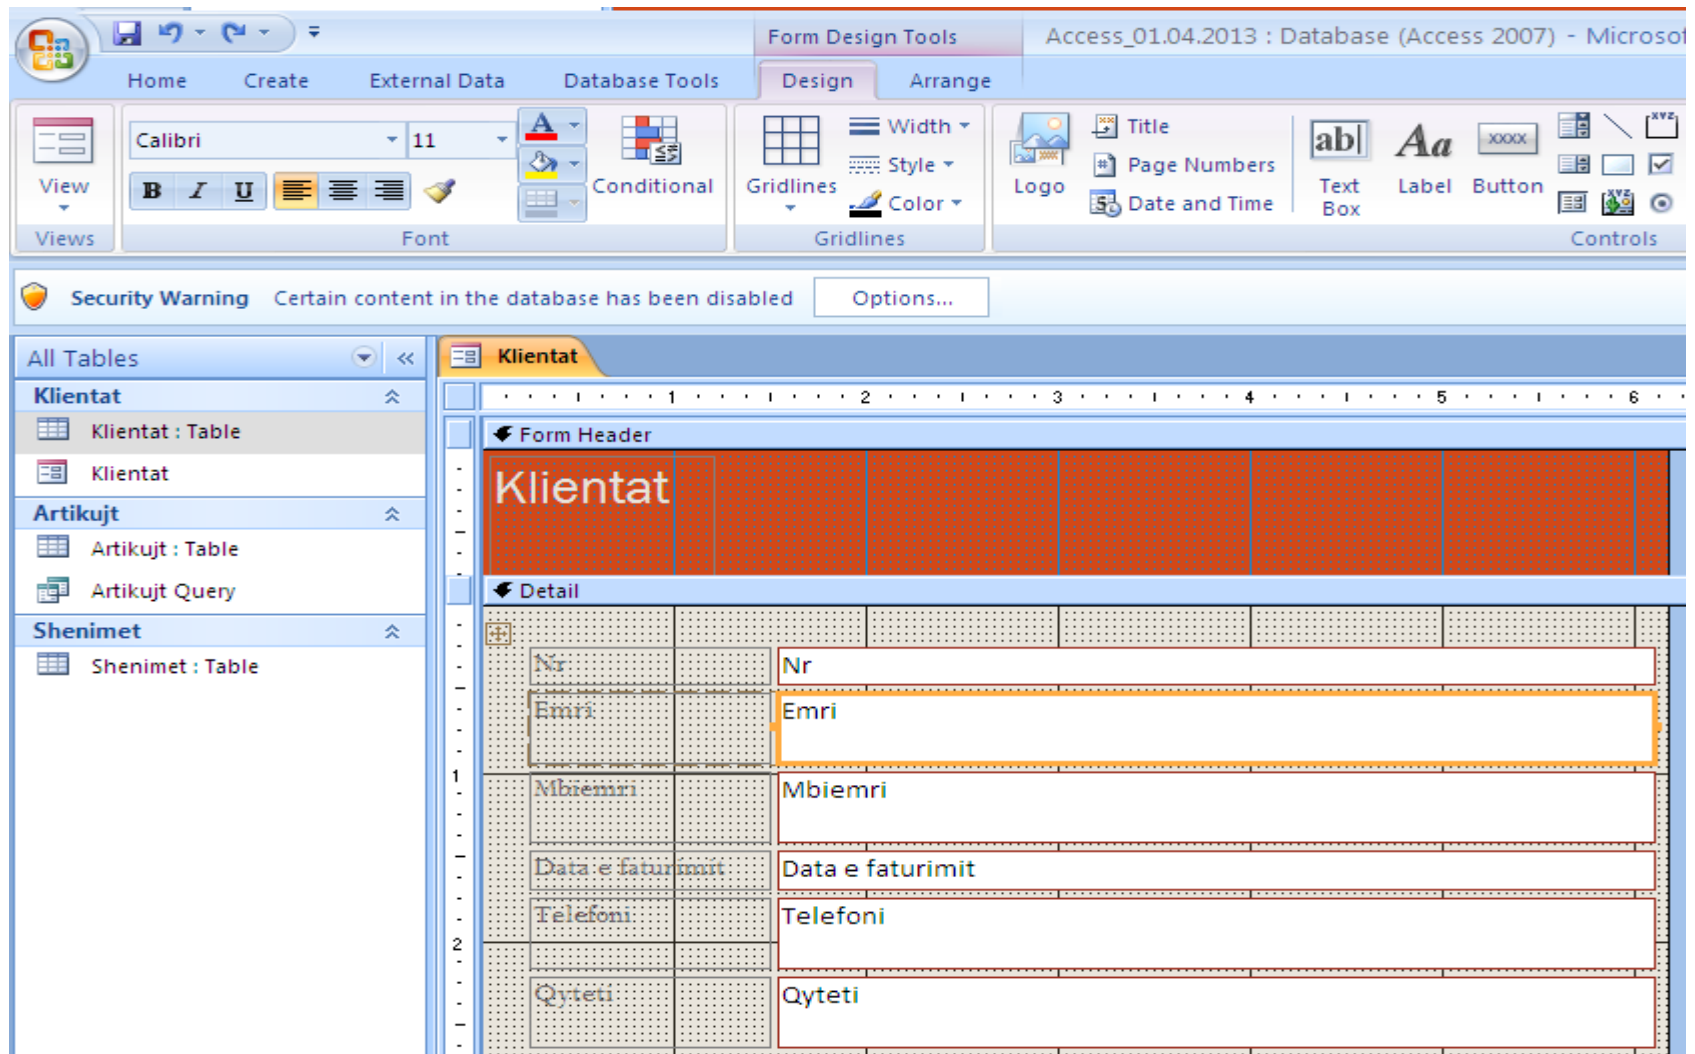 Form Design Tools
Access_01.04.2013 : Database (Access 2007) - Microsof
Home Create External Data Database Tools Design Arrange
Calibri 11
Width
Title
Style
Page Numbers
View
Conditional
Gridlines
Color
Logo
Date and Time
ab|
Aa
xxxx
Text Box
Label
Button
B I U
Views Font Gridlines Controls
Security Warning Certain content in the database has been disabled Options...
All Tables
Klientat
Klientat : Table
Klientat
Artikujt
Artikujt : Table
Artikujt Query
Shenimet
Shenimet : Table
Klientat
1 2 3 4 5 6
Form Header
Klientat
Detail
Nr Nr
Emri Emri
1
Mbiemri Mbiemri
Data e faturimit Data e faturimit
Telefoni Telefoni
2
Qyteti Qyteti